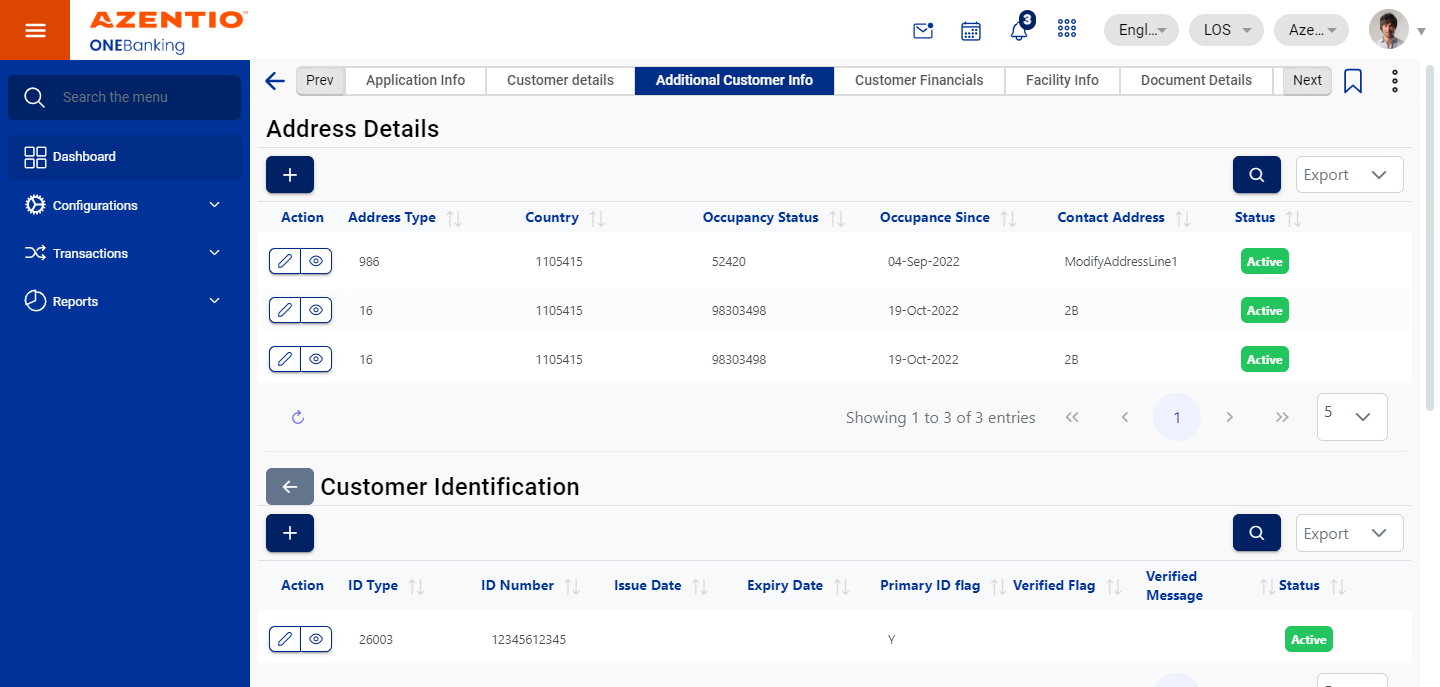 AZENTIO™
ONEBanking
3
Engl...
LOS
Aze...
Search the menu
Dashboard
Configurations
Transactions
Reports
Prev
Application Info
Customer details
Additional Customer Info
Customer Financials
Facility Info
Document Details
Next
Address Details
Export
Action Address Type Country Occupancy Status Occupance Since Contact Address Status
986 1105415 52420 04-Sep-2022 ModifyAddressLine1 Active
16 1105415 98303498 19-Oct-2022 2B Active
16 1105415 98303498 19-Oct-2022 2B Active
Showing 1 to 3 of 3 entries 1 5
Customer Identification
Export
Action ID Type ID Number Issue Date Expiry Date Primary ID flag Verified Flag Verified Message Status
26003 12345612345 Y Active